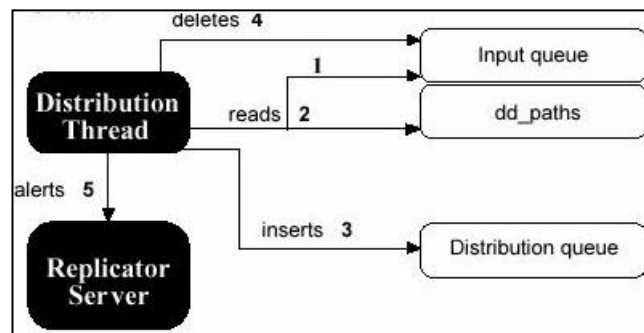 deletes 4
Input queue
1
Distribution
Thread
reads 2
dd_paths
alerts 5
inserts 3
Distribution queue
Replicator
Server